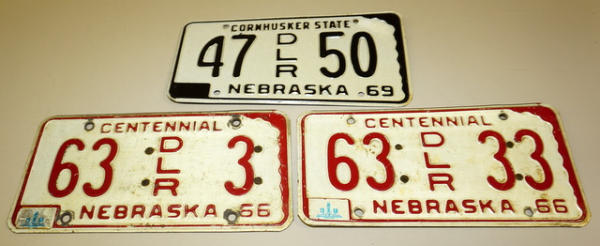 CORNHUSKER STATE
47 DLR 50
NEBRASKA 69
CENTENNIAL
63 DLR 3
NEBRASKA 66
CENTENNIAL
63 DLR 33
NEBRASKA 66